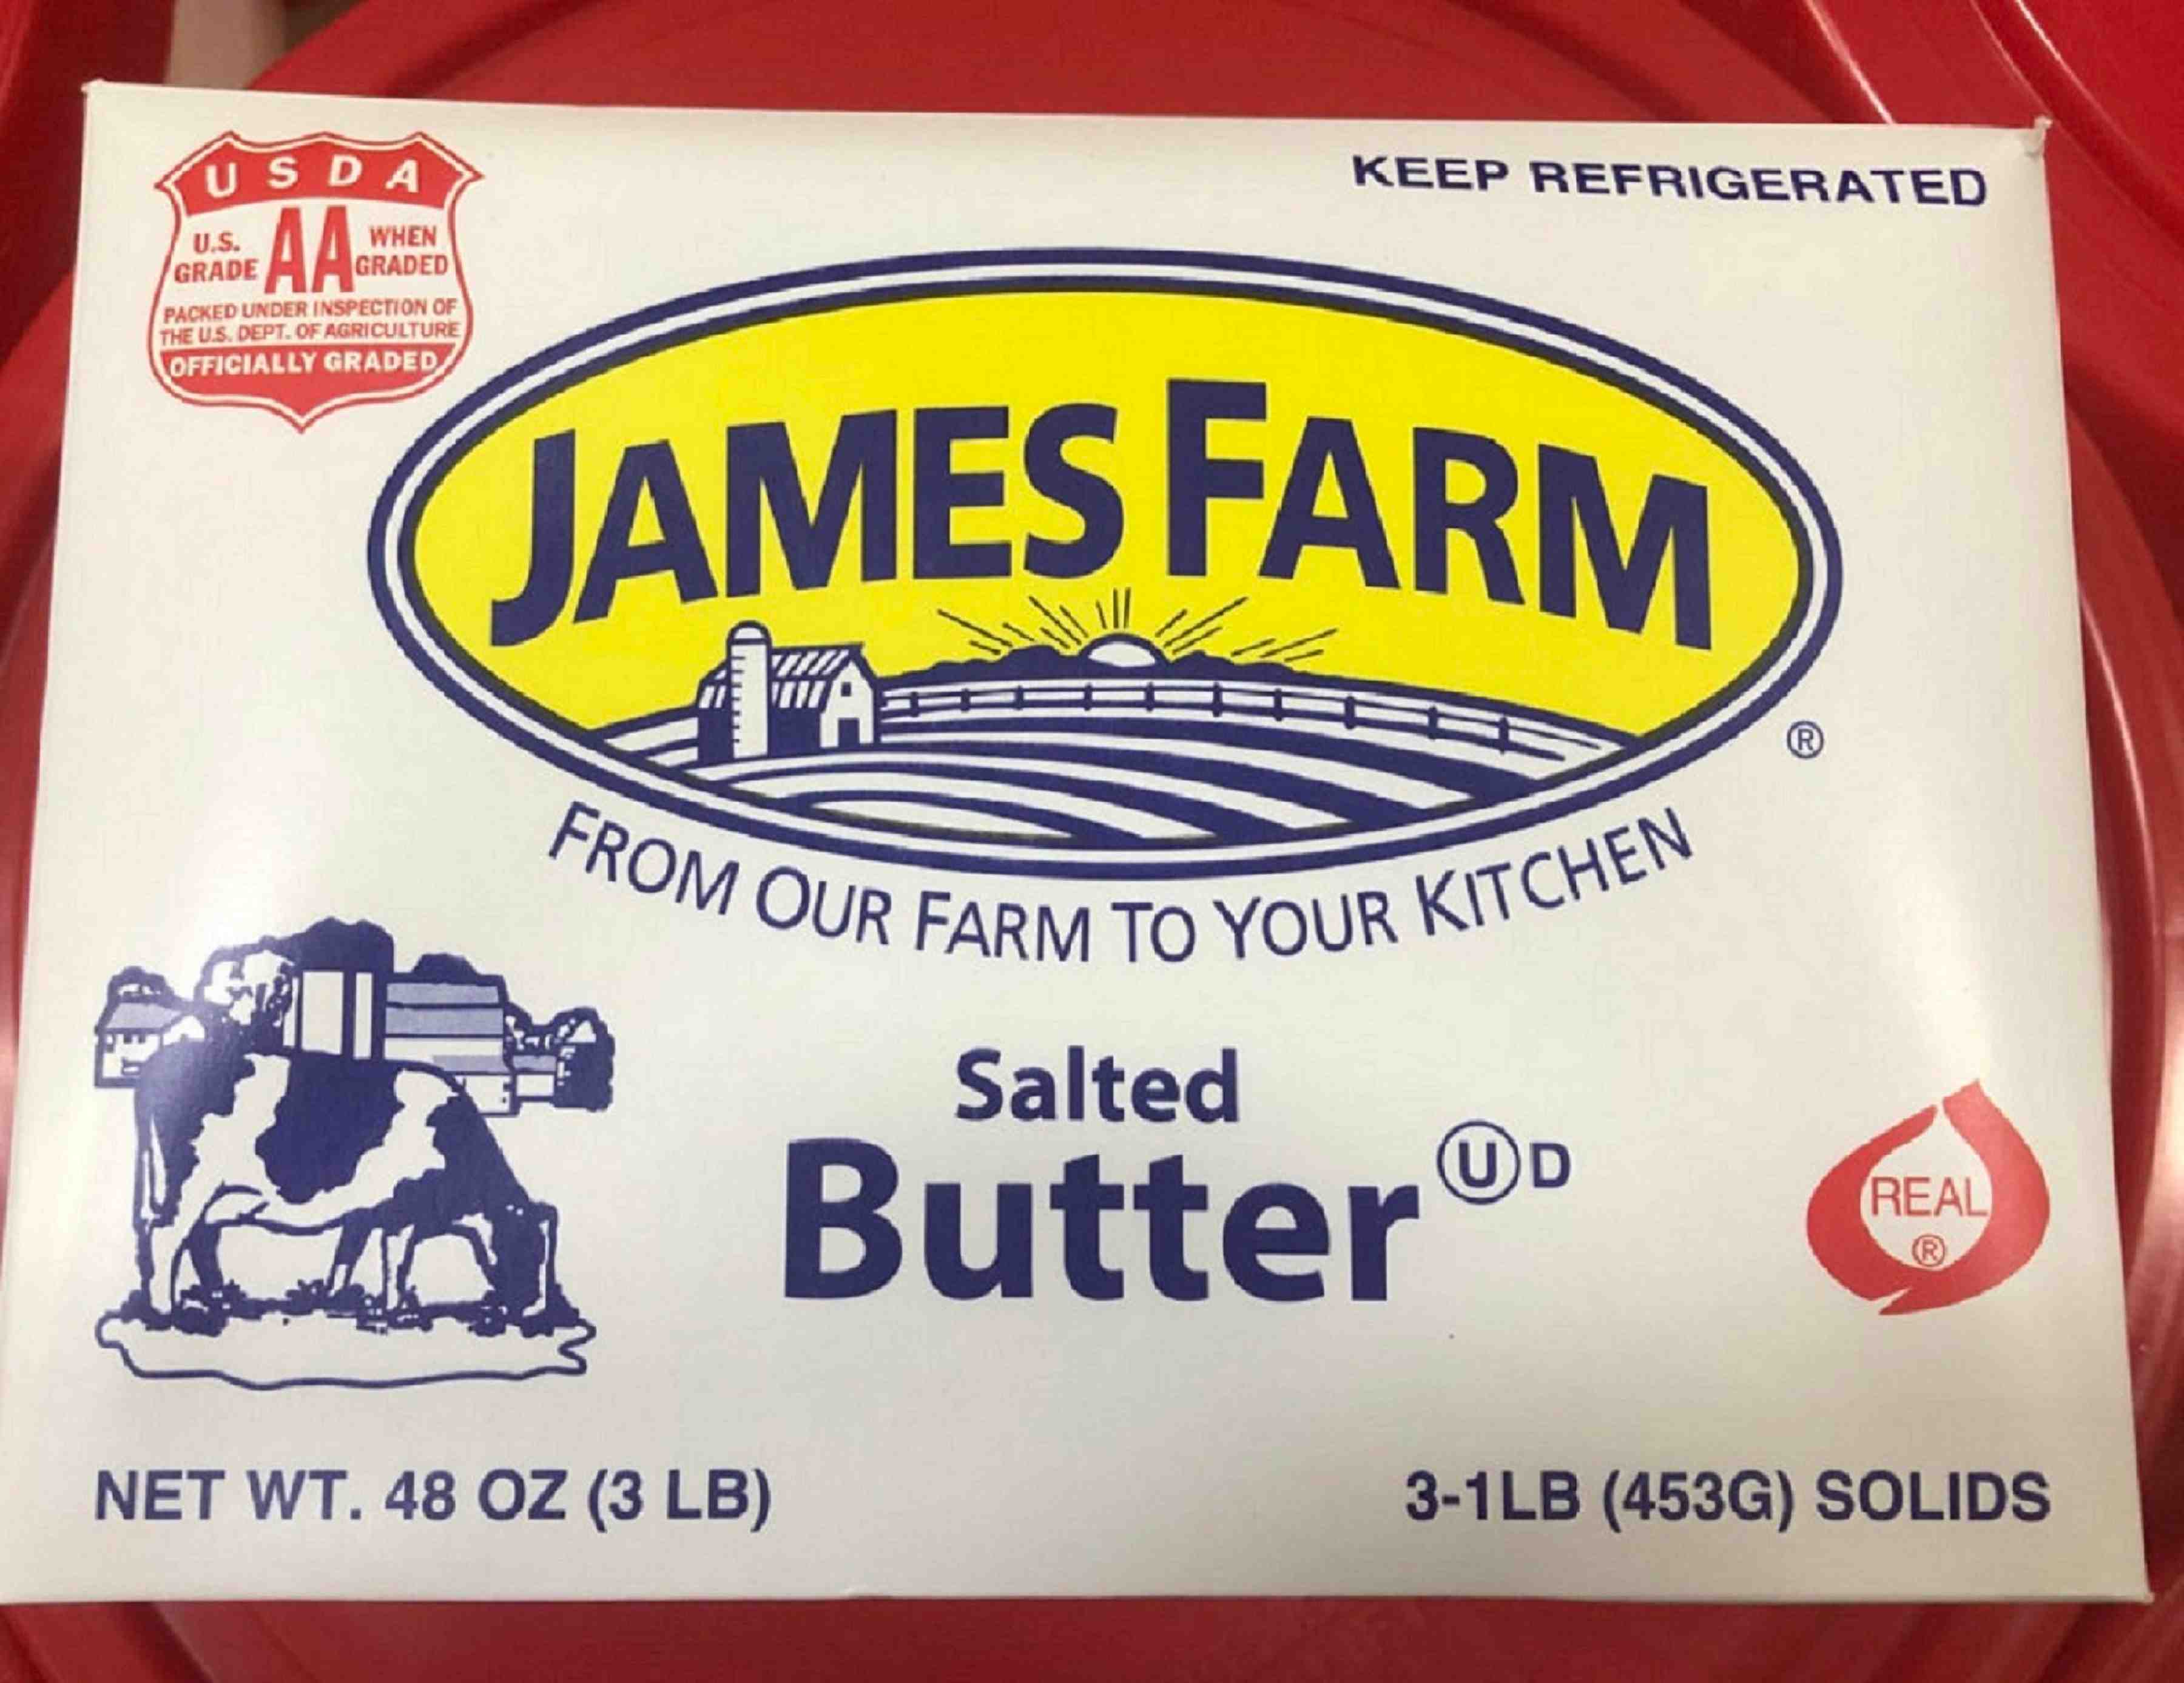 USDA
U.S. GRADE AA WHEN GRADED
PACKED UNDER INSPECTION OF
THE U.S. DEPT. OF AGRICULTURE
OFFICIALLY GRADED
KEEP REFRIGERATED
JAMES FARM
®
FROM OUR FARM TO YOUR KITCHEN
Salted
Butter Ⓤ D
REAL
®
NET WT. 48 OZ (3 LB)
3-1LB (453G) SOLIDS